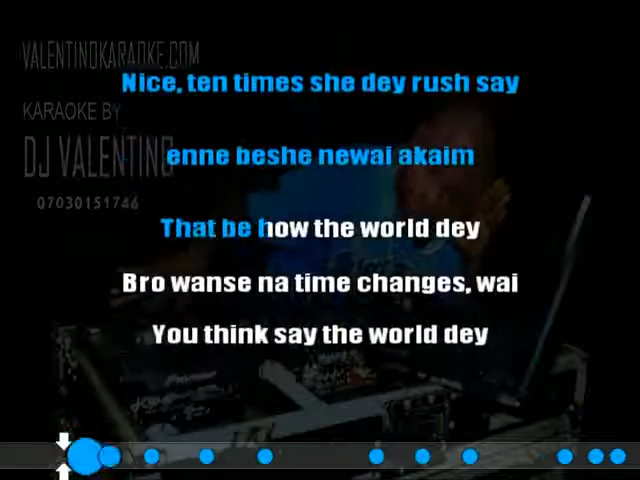 VALENTINOKARAOKE.COM
KARAOKE BY
DJ VALENTINO
07030151746
Nice, ten times she dey rush say
enne beshe newai akaim
That be how the world dey
Bro wanse na time changes, wai
You think say the world dey